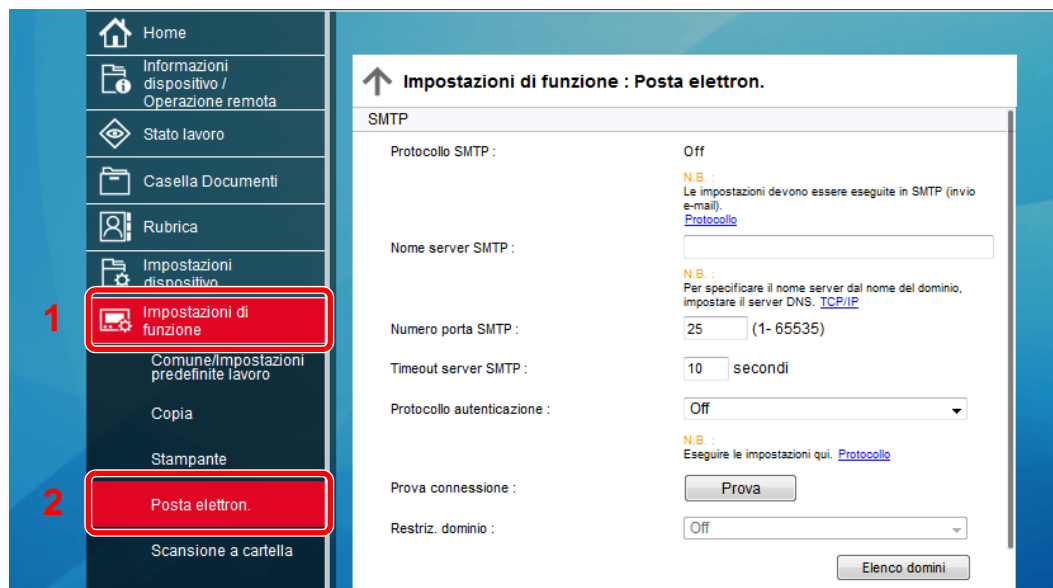 Home
Informazioni
dispositivo /
Operazione remota
Stato lavoro
Casella Documenti
Rubrica
Impostazioni
dispositivo
1
Impostazioni di
funzione
Comune/Impostazioni
predefinite lavoro
Copia
Stampante
2
Posta elettron.
Scansione a cartella
Impostazioni di funzione : Posta elettron.
SMTP
Protocollo SMTP :
Off
N.B. :
Le impostazioni devono essere eseguite in SMTP (invio
e-mail).
Protocollo
Nome server SMTP :
N.B. :
Per specificare il nome server dal nome del dominio,
impostare il server DNS. TCP/IP
Numero porta SMTP :
25 (1- 65535)
Timeout server SMTP :
10 secondi
Protocollo autenticazione :
Off
N.B. :
Eseguire le impostazioni qui. Protocollo
Prova connessione :
Prova
Restriz. dominio :
Off
Elenco domini